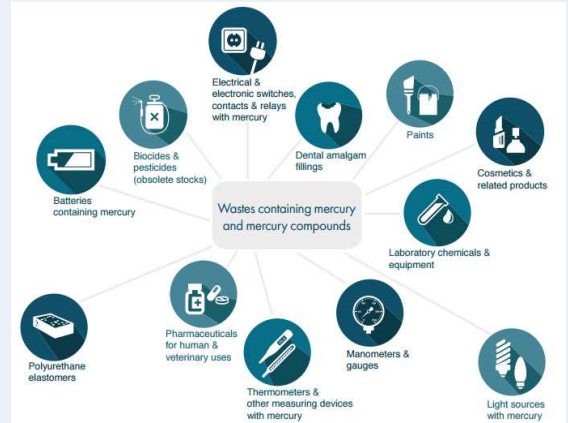 Electrical &
electronic switches,
contacts & relays
with mercury
Biocides &
pesticides
(obsolete stocks)
Dental amalgam
fillings
Paints
Cosmetics &
related products
Batteries
containing mercury
Wastes containing mercury
and mercury compounds
Laboratory chemicals &
equipment
Polyurethane
elastomers
Pharmaceuticals
for human &
veterinary uses
Thermometers &
other measuring devices
with mercury
Manometers &
gauges
Light sources
with mercury